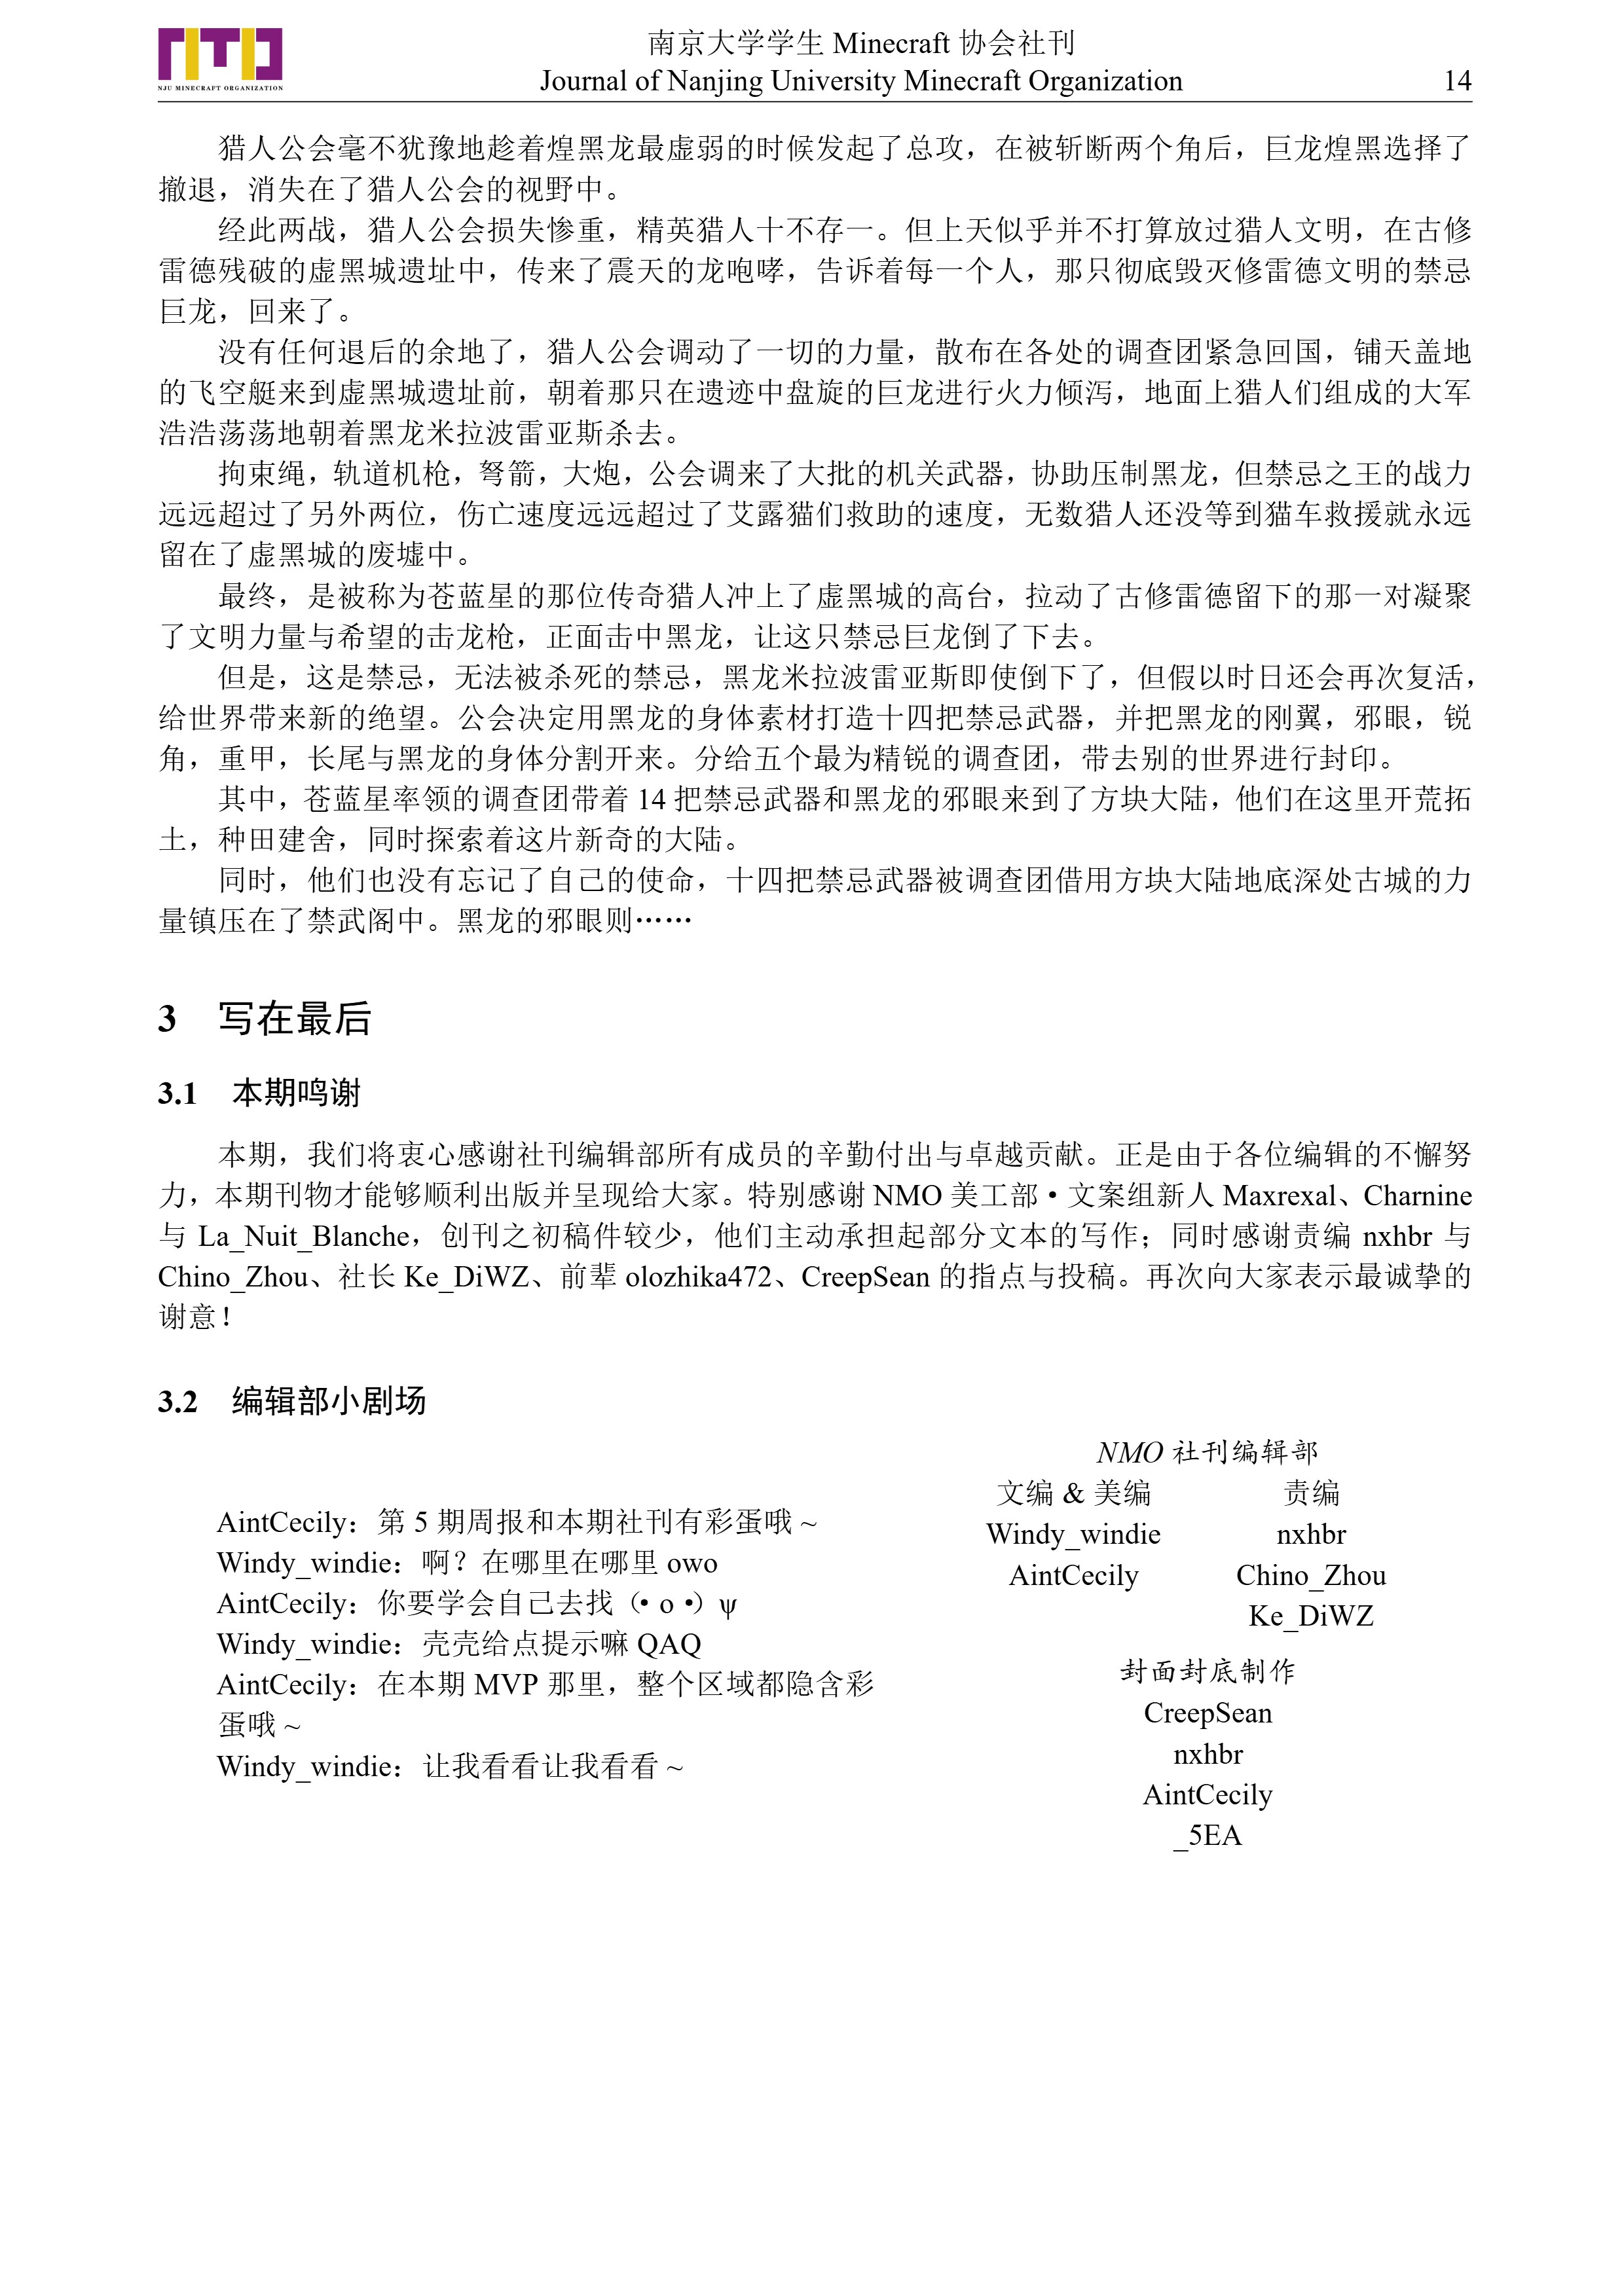 NJU MINECRAFT ORGANIZATION
南京大学学生 Minecraft 协会社刊
Journal of Nanjing University Minecraft Organization
14
猎人公会毫不犹豫地趁着煌黑龙最虚弱的时候发起了总攻，在被斩断两个角后，巨龙煌黑选择了
撤退，消失在了猎人公会的视野中。
经此两战，猎人公会损失惨重，精英猎人十不存一。但上天似乎并不打算放过猎人文明，在古修
雷德残破的虚黑城遗址中，传来了震天的龙咆哮，告诉着每一个人，那只彻底毁灭修雷德文明的禁忌
巨龙，回来了。
没有任何退后的余地了，猎人公会调动了一切的力量，散布在各处的调查团紧急回国，铺天盖地
的飞空艇来到虚黑城遗址前，朝着那只在遗迹中盘旋的巨龙进行火力倾泻，地面上猎人们组成的大军
浩浩荡荡地朝着黑龙米拉波雷亚斯杀去。
拘束绳，轨道机枪，弩箭，大炮，公会调来了大批的机关武器，协助压制黑龙，但禁忌之王的战力
远远超过了另外两位，伤亡速度远远超过了艾露猫们救助的速度，无数猎人还没等到猫车救援就永远
留在了虚黑城的废墟中。
最终，是被称为苍蓝星的那位传奇猎人冲上了虚黑城的高台，拉动了古修雷德留下的那一对凝聚
了文明力量与希望的击龙枪，正面击中黑龙，让这只禁忌巨龙倒了下去。
但是，这是禁忌，无法被杀死的禁忌，黑龙米拉波雷亚斯即使倒下了，但假以时日还会再次复活，
给世界带来新的绝望。公会决定用黑龙的身体素材打造十四把禁忌武器，并把黑龙的刚翼，邪眼，锐
角，重甲，长尾与黑龙的身体分割开来。分给五个最为精锐的调查团，带去别的世界进行封印。
其中，苍蓝星率领的调查团带着 14 把禁忌武器和黑龙的邪眼来到了方块大陆，他们在这里开荒拓
土，种田建舍，同时探索着这片新奇的大陆。
同时，他们也没有忘记了自己的使命，十四把禁忌武器被调查团借用方块大陆地底深处古城的力
量镇压在了禁武阁中。黑龙的邪眼则……
3 写在最后
3.1 本期鸣谢
本期，我们将衷心感谢社刊编辑部所有成员的辛勤付出与卓越贡献。正是由于各位编辑的不懈努
力，本期刊物才能够顺利出版并呈现给大家。特别感谢 NMO 美工部·文案组新人 Maxrexal、Charnine
与 La_Nuit_Blanche，创刊之初稿件较少，他们主动承担起部分文本的写作；同时感谢责编 nxhbr 与
Chino_Zhou、社长 Ke_DiWZ、前辈 olozhika472、CreepSean 的指点与投稿。再次向大家表示最诚挚的
谢意！
3.2 编辑部小剧场
AintCecily：第 5 期周报和本期社刊有彩蛋哦 ~
Windy_windie：啊？在哪里在哪里 owo
AintCecily：你要学会自己去找（· o ·）ψ
Windy_windie：壳壳给点提示嘛 QAQ
AintCecily：在本期 MVP 那里，整个区域都隐含彩
蛋哦 ~
Windy_windie：让我看看让我看看 ~
NMO 社刊编辑部
文编 & 美编 责编
Windy_windie nxhbr
AintCecily Chino_Zhou
Ke_DiWZ
封面封底制作
CreepSean
nxhbr
AintCecily
_5EA